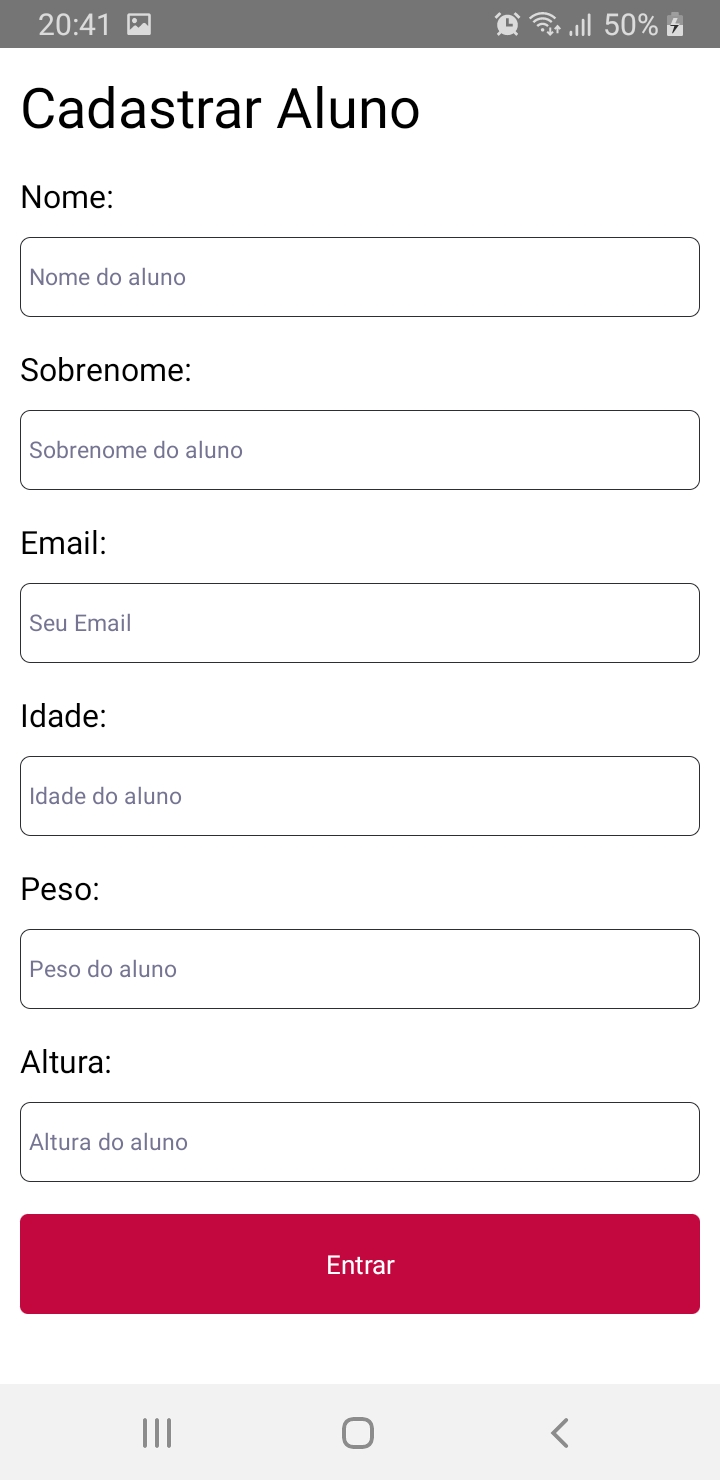 20:41 50%
Cadastrar Aluno
Nome:
Nome do aluno
Sobrenome:
Sobrenome do aluno
Email:
Seu Email
Idade:
Idade do aluno
Peso:
Peso do aluno
Altura:
Altura do aluno
Entrar